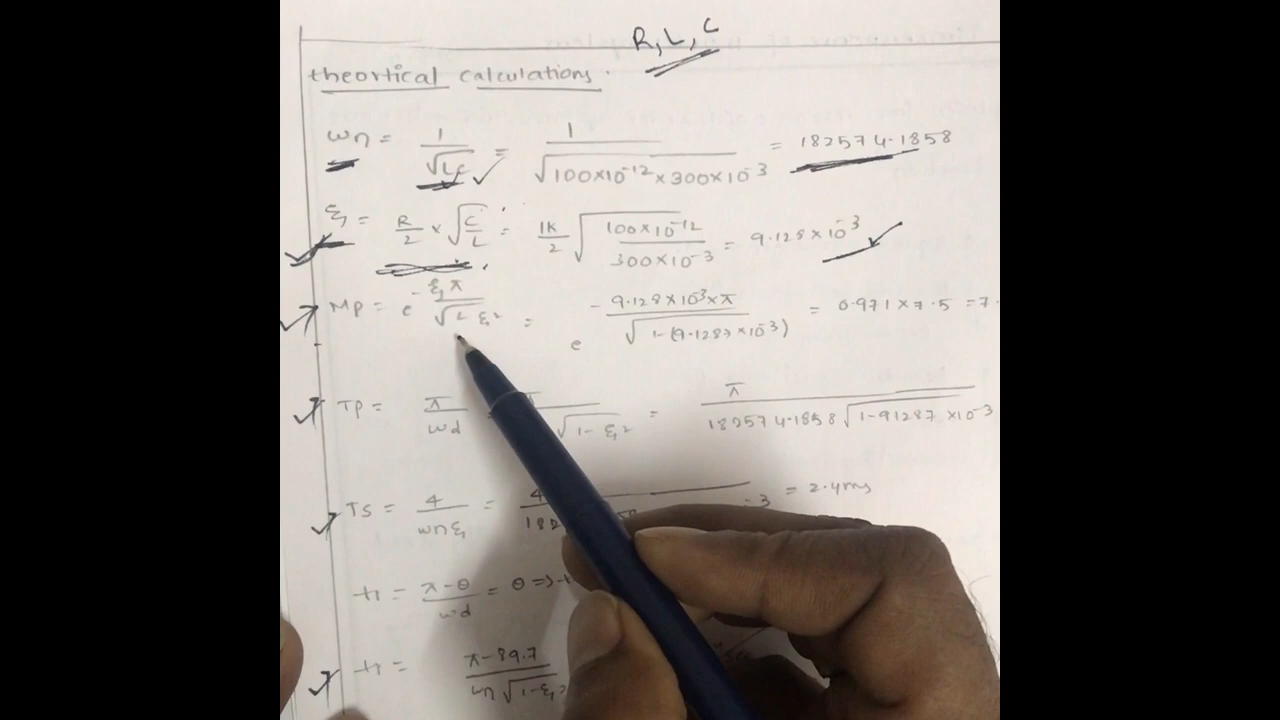 R, L, C
theortical calculations.
ωn = 1/√LC = 1/√100×10^-12 × 300×10^-3 = 182574.1858
ξ = R/2 × √C/L = 1K/2 √100×10^-12/300×10^-3 = 9.128×10^-3
Mp = e^-ξπ/√1-ξ² = e^-9.128×10^-3×π/√1-(9.1287×10^-3) = 0.971 × 7.5 = 7.
Tp = π/ωd = π/√1-ξ² = π/182574.1858√1-91287×10^-3
Ts = 4/ωnξ = 4/182 -3 = 2.4ms
tr = π-θ/ωd = θ =>
tr = π-89.7/ωn√1-ξ²